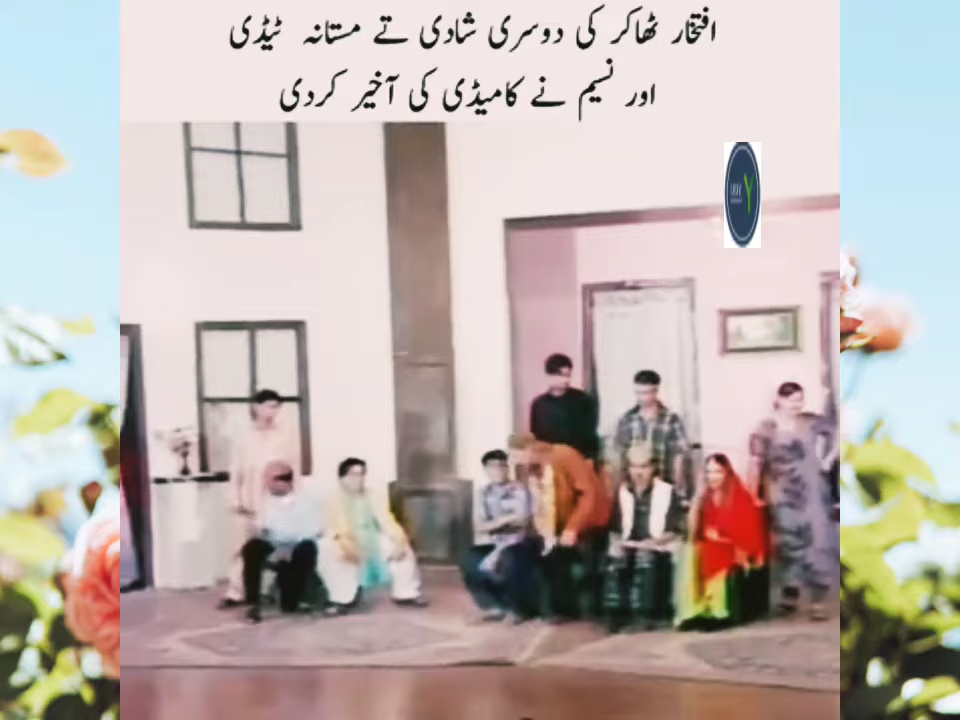 افتخار ٹھاکر کی دوسری شادی تے مستانہ ٹیڈی
اور نسیم نے کامیڈی کی آخیر کردی